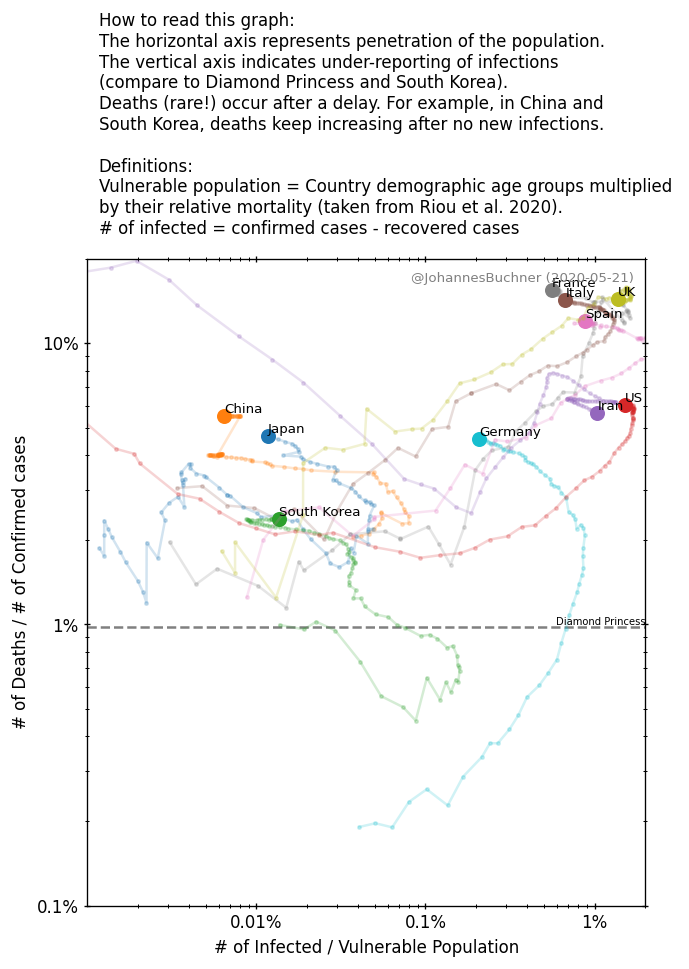 How to read this graph:
The horizontal axis represents penetration of the population.
The vertical axis indicates under-reporting of infections
(compare to Diamond Princess and South Korea).
Deaths (rare!) occur after a delay. For example, in China and
South Korea, deaths keep increasing after no new infections.
Definitions:
Vulnerable population = Country demographic age groups multiplied
by their relative mortality (taken from Riou et al. 2020).
# of infected = confirmed cases - recovered cases
@JohannesBuchner (2020-05-21)
France
Italy
UK
Spain
10%
US
Iran
China
Japan
Germany
South Korea
Diamond Princess
1%
0.1%
# of Deaths / # of Confirmed cases
0.01%
0.1%
1%
# of Infected / Vulnerable Population